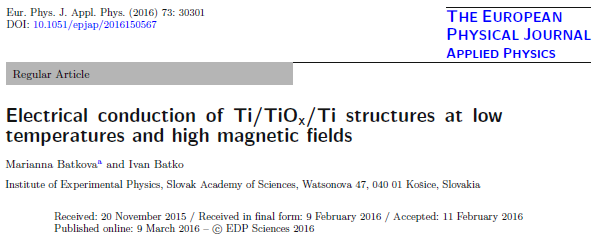 Eur. Phys. J. Appl. Phys. (2016) 73: 30301
DOI: 10.1051/epjap/2016150567
THE EUROPEAN
PHYSICAL JOURNAL
APPLIED PHYSICS
Regular Article
Electrical conduction of Ti/TiOₓ/Ti structures at low
temperatures and high magnetic fields
Marianna Batkovaᵃ and Ivan Batko
Institute of Experimental Physics, Slovak Academy of Sciences, Watsonova 47, 040 01 Košice, Slovakia
Received: 20 November 2015 / Received in final form: 9 February 2016 / Accepted: 11 February 2016
Published online: 9 March 2016 – © EDP Sciences 2016